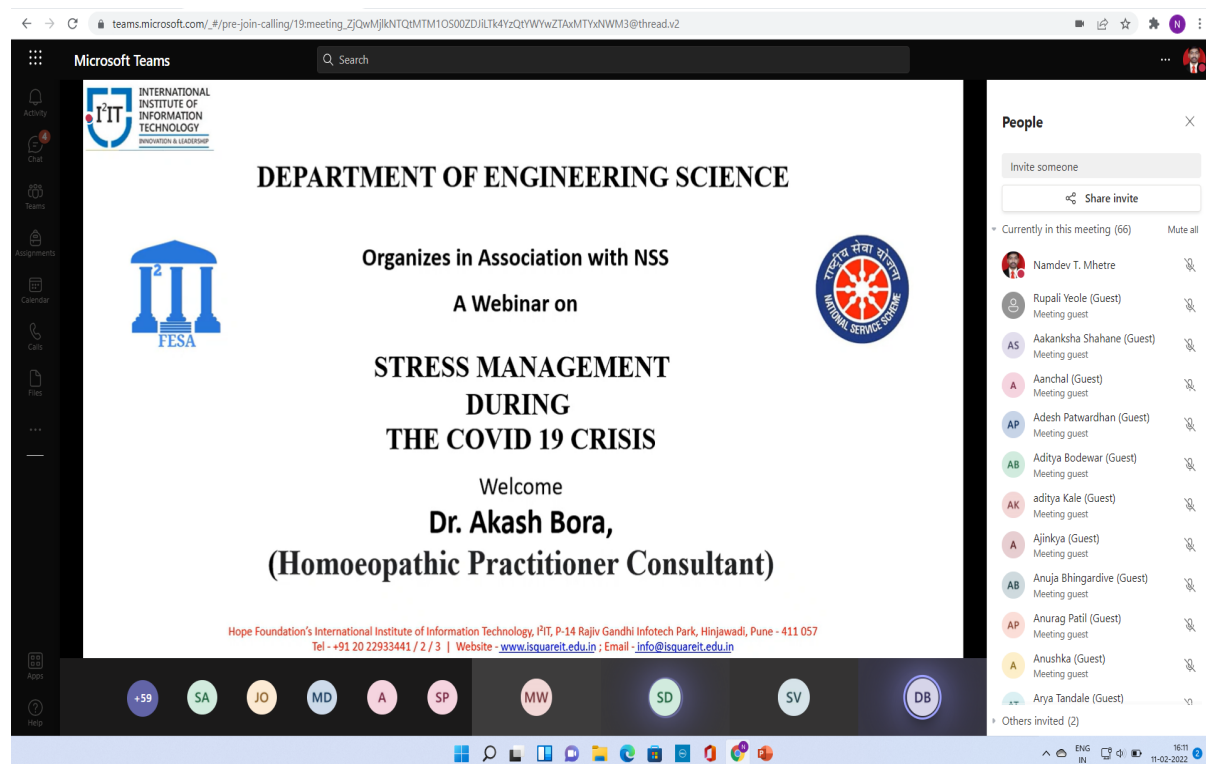 teams.microsoft.com/_#/pre-join-calling/19:meeting_ZjQwMjlkNTQtMTM1OS00ZDJiLTk4YzQtYWYwZTAxMTYxNWM3@thread.v2
N
Microsoft Teams
Search
Activity
4
Chat
Teams
Assignments
Calendar
Calls
Files
Apps
Help
I²IT
INTERNATIONAL
INSTITUTE OF
INFORMATION
TECHNOLOGY
INNOVATION & LEADERSHIP
DEPARTMENT OF ENGINEERING SCIENCE
I²IT
FESA
Organizes in Association with NSS
A Webinar on
राष्ट्रीय सेवा योजना
NATIONAL SERVICE SCHEME
STRESS MANAGEMENT
DURING
THE COVID 19 CRISIS
Welcome
Dr. Akash Bora,
(Homoeopathic Practitioner Consultant)
Hope Foundation's International Institute of Information Technology, I²IT, P-14 Rajiv Gandhi Infotech Park, Hinjawadi, Pune - 411 057
Tel - +91 20 22933441 / 2 / 3 | Website - www.isquareit.edu.in ; Email - info@isquareit.edu.in
+59
SA
JO
MD
A
SP
MW
SD
SV
DB
People
Invite someone
Share invite
Currently in this meeting (66) Mute all
Namdev T. Mhetre
Rupali Yeole (Guest)
Meeting guest
AS
Aakanksha Shahane (Guest)
Meeting guest
A
Aanchal (Guest)
Meeting guest
AP
Adesh Patwardhan (Guest)
Meeting guest
AB
Aditya Bodewar (Guest)
Meeting guest
AK
aditya Kale (Guest)
Meeting guest
A
Ajinkya (Guest)
Meeting guest
AB
Anuja Bhingardive (Guest)
Meeting guest
AP
Anurag Patil (Guest)
Meeting guest
A
Anushka (Guest)
Meeting guest
AT
Arya Tandale (Guest)
Others invited (2)
ENG
IN
16:11
11-02-2022
2